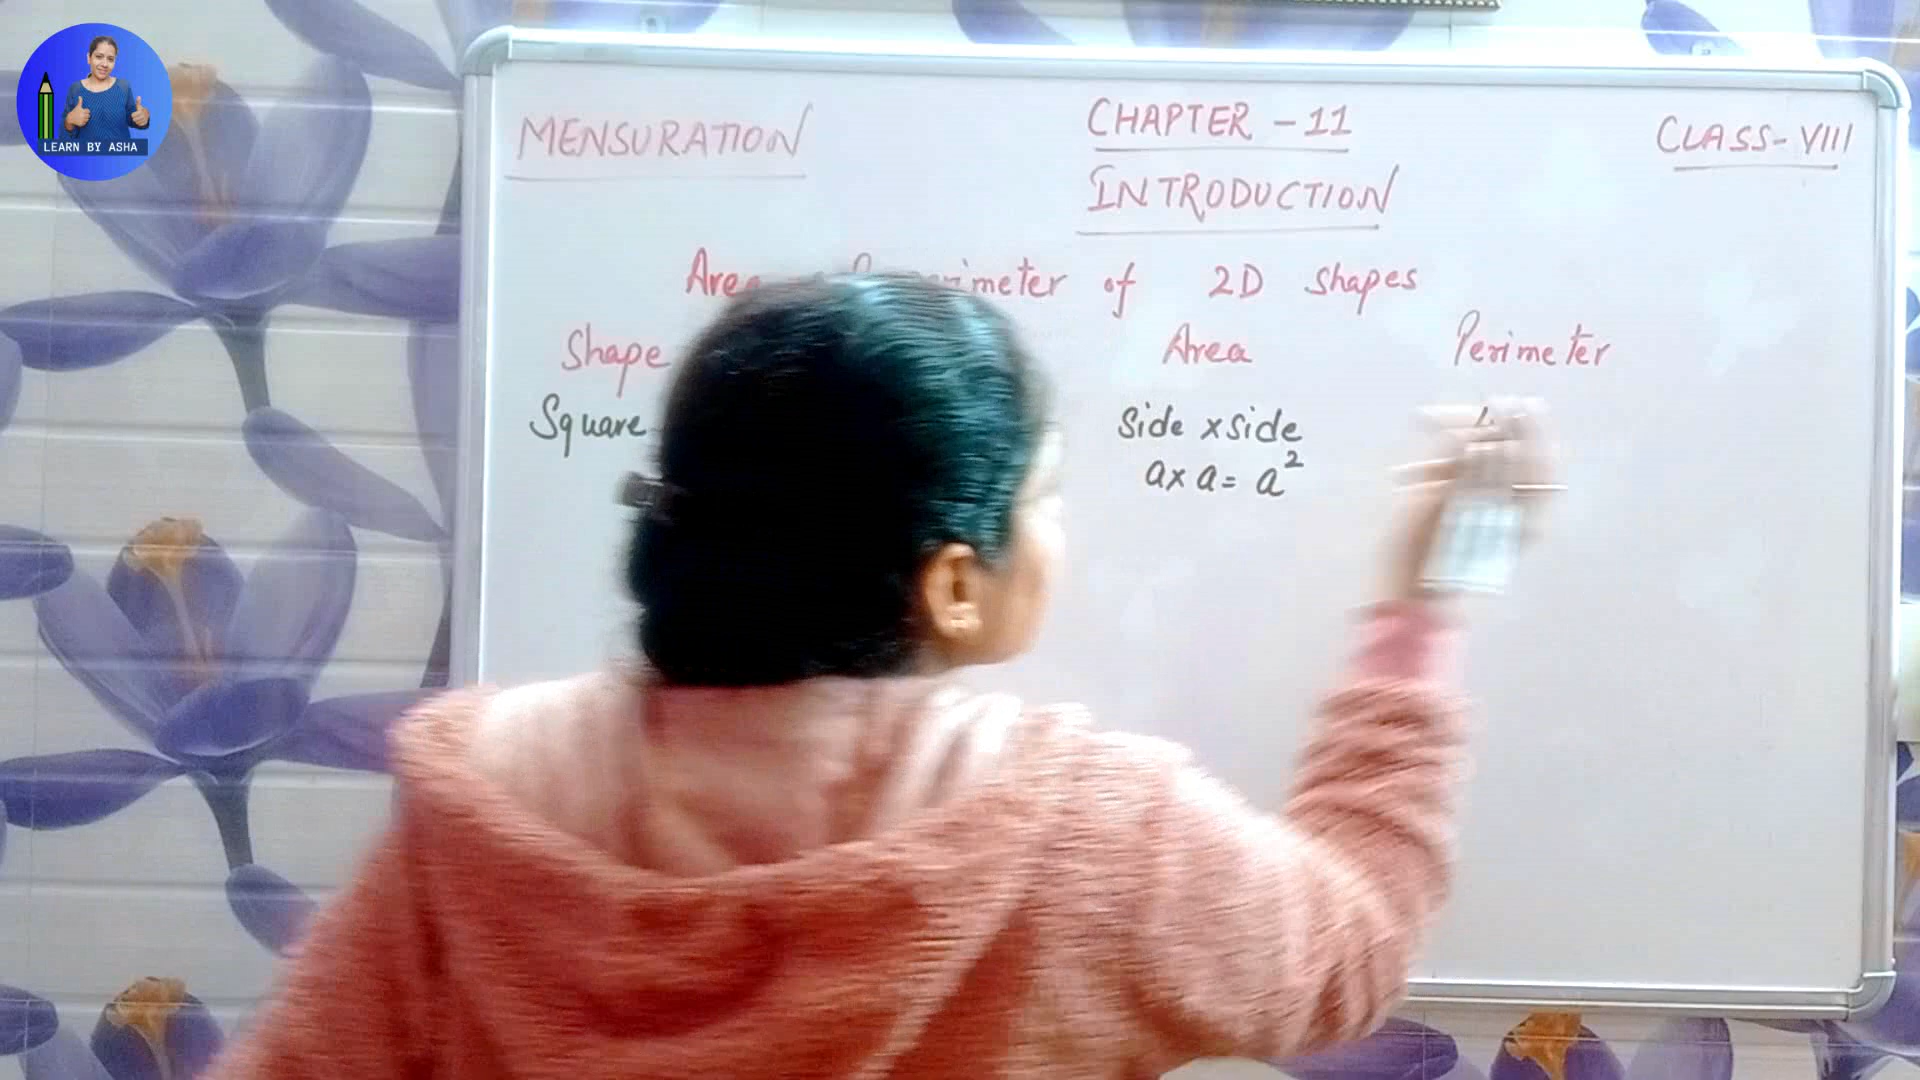 LEARN BY ASHA
MENSURATION
CHAPTER - 11
CLASS - VIII
INTRODUCTION
Area of 2D shapes
Shape Area Perimeter
Square side x side
a x a = a²